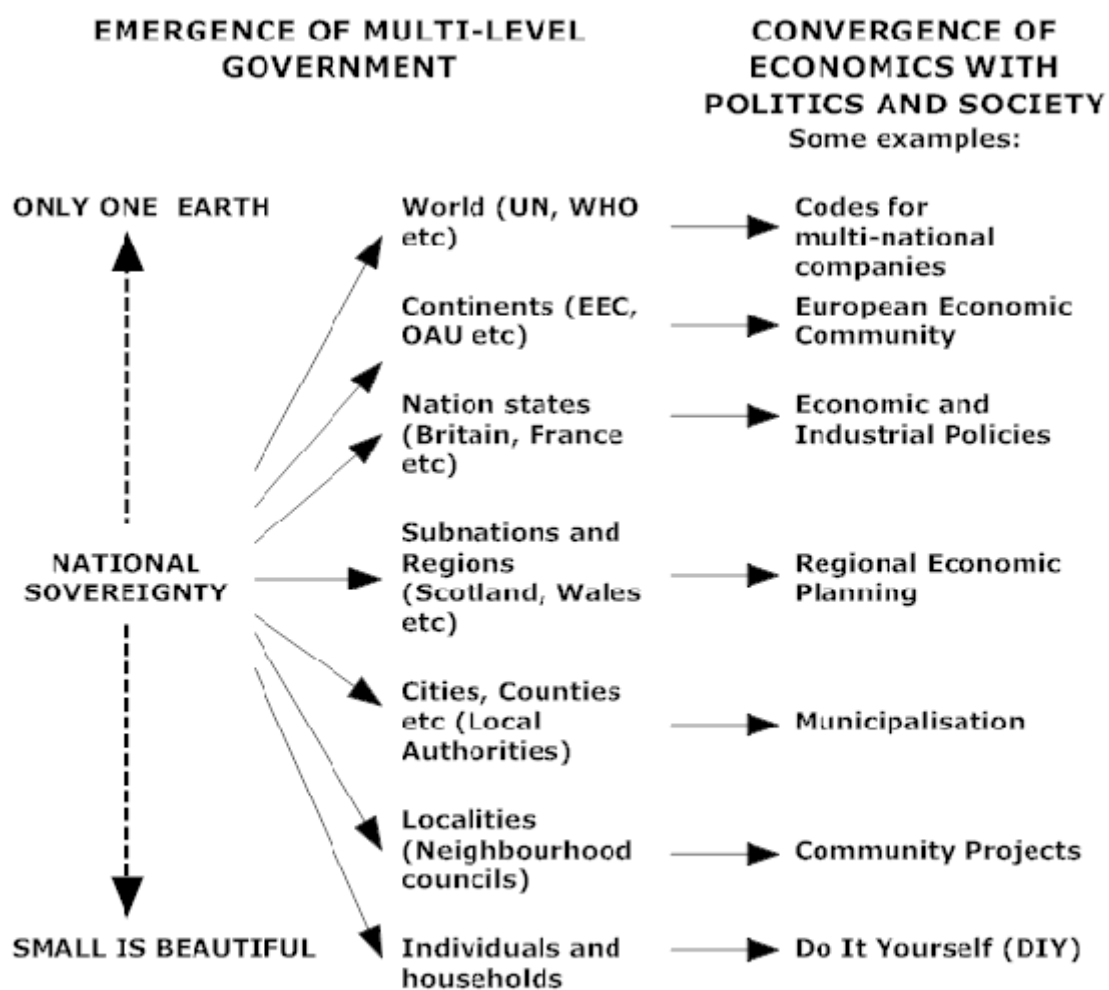 EMERGENCE OF MULTI-LEVEL
GOVERNMENT
CONVERGENCE OF
ECONOMICS WITH
POLITICS AND SOCIETY
Some examples:
ONLY ONE EARTH
NATIONAL
SOVEREIGNTY
SMALL IS BEAUTIFUL
World (UN, WHO
etc)
Codes for
multi-national
companies
Continents (EEC,
OAU etc)
European Economic
Community
Nation states
(Britain, France
etc)
Economic and
Industrial Policies
Subnations and
Regions
(Scotland, Wales
etc)
Regional Economic
Planning
Cities, Counties
etc (Local
Authorities)
Municipalisation
Localities
(Neighbourhood
councils)
Community Projects
Individuals and
households
Do It Yourself (DIY)